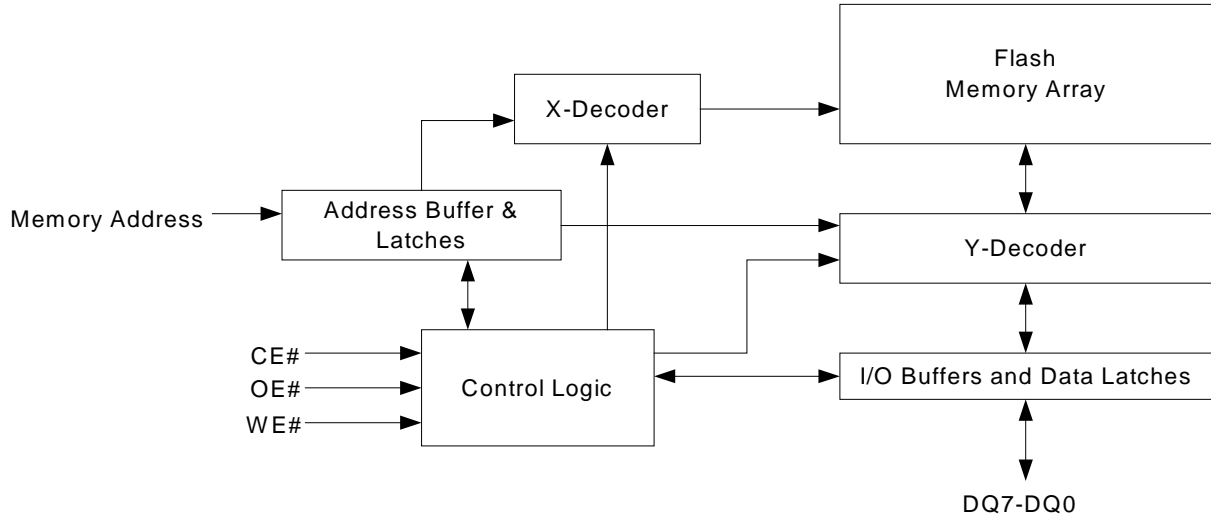 Flash
Memory Array
X-Decoder
Memory Address
Address Buffer &
Latches
Y-Decoder
CE#
OE#
WE#
Control Logic
I/O Buffers and Data Latches
DQ7-DQ0